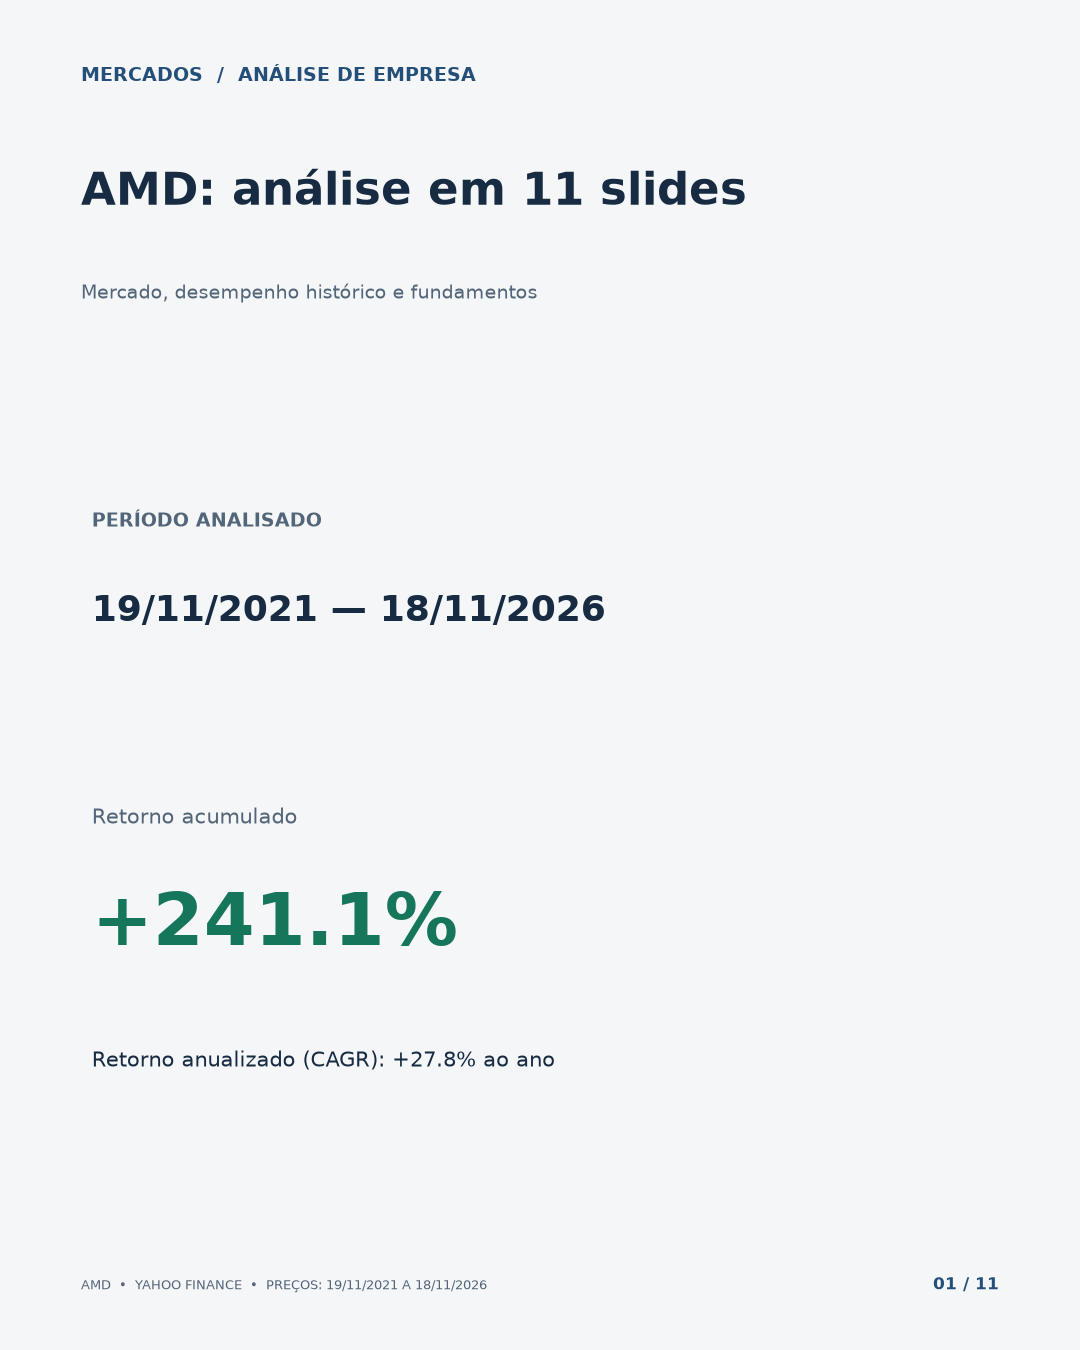 MERCADOS / ANÁLISE DE EMPRESA
AMD: análise em 11 slides
Mercado, desempenho histórico e fundamentos
PERÍODO ANALISADO
19/11/2021 — 18/11/2026
Retorno acumulado
+241.1%
Retorno anualizado (CAGR): +27.8% ao ano
AMD • YAHOO FINANCE • PREÇOS: 19/11/2021 A 18/11/2026
01 / 11